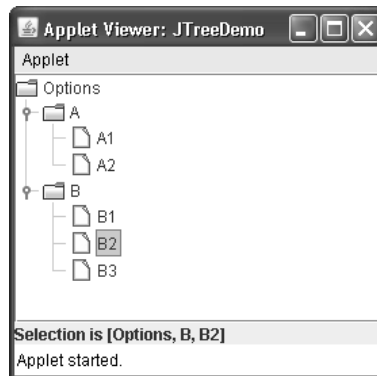 Applet Viewer: JTreeDemo
Applet
Options
A
A1
A2
B
B1
B2
B3
Selection is [Options, B, B2]
Applet started.